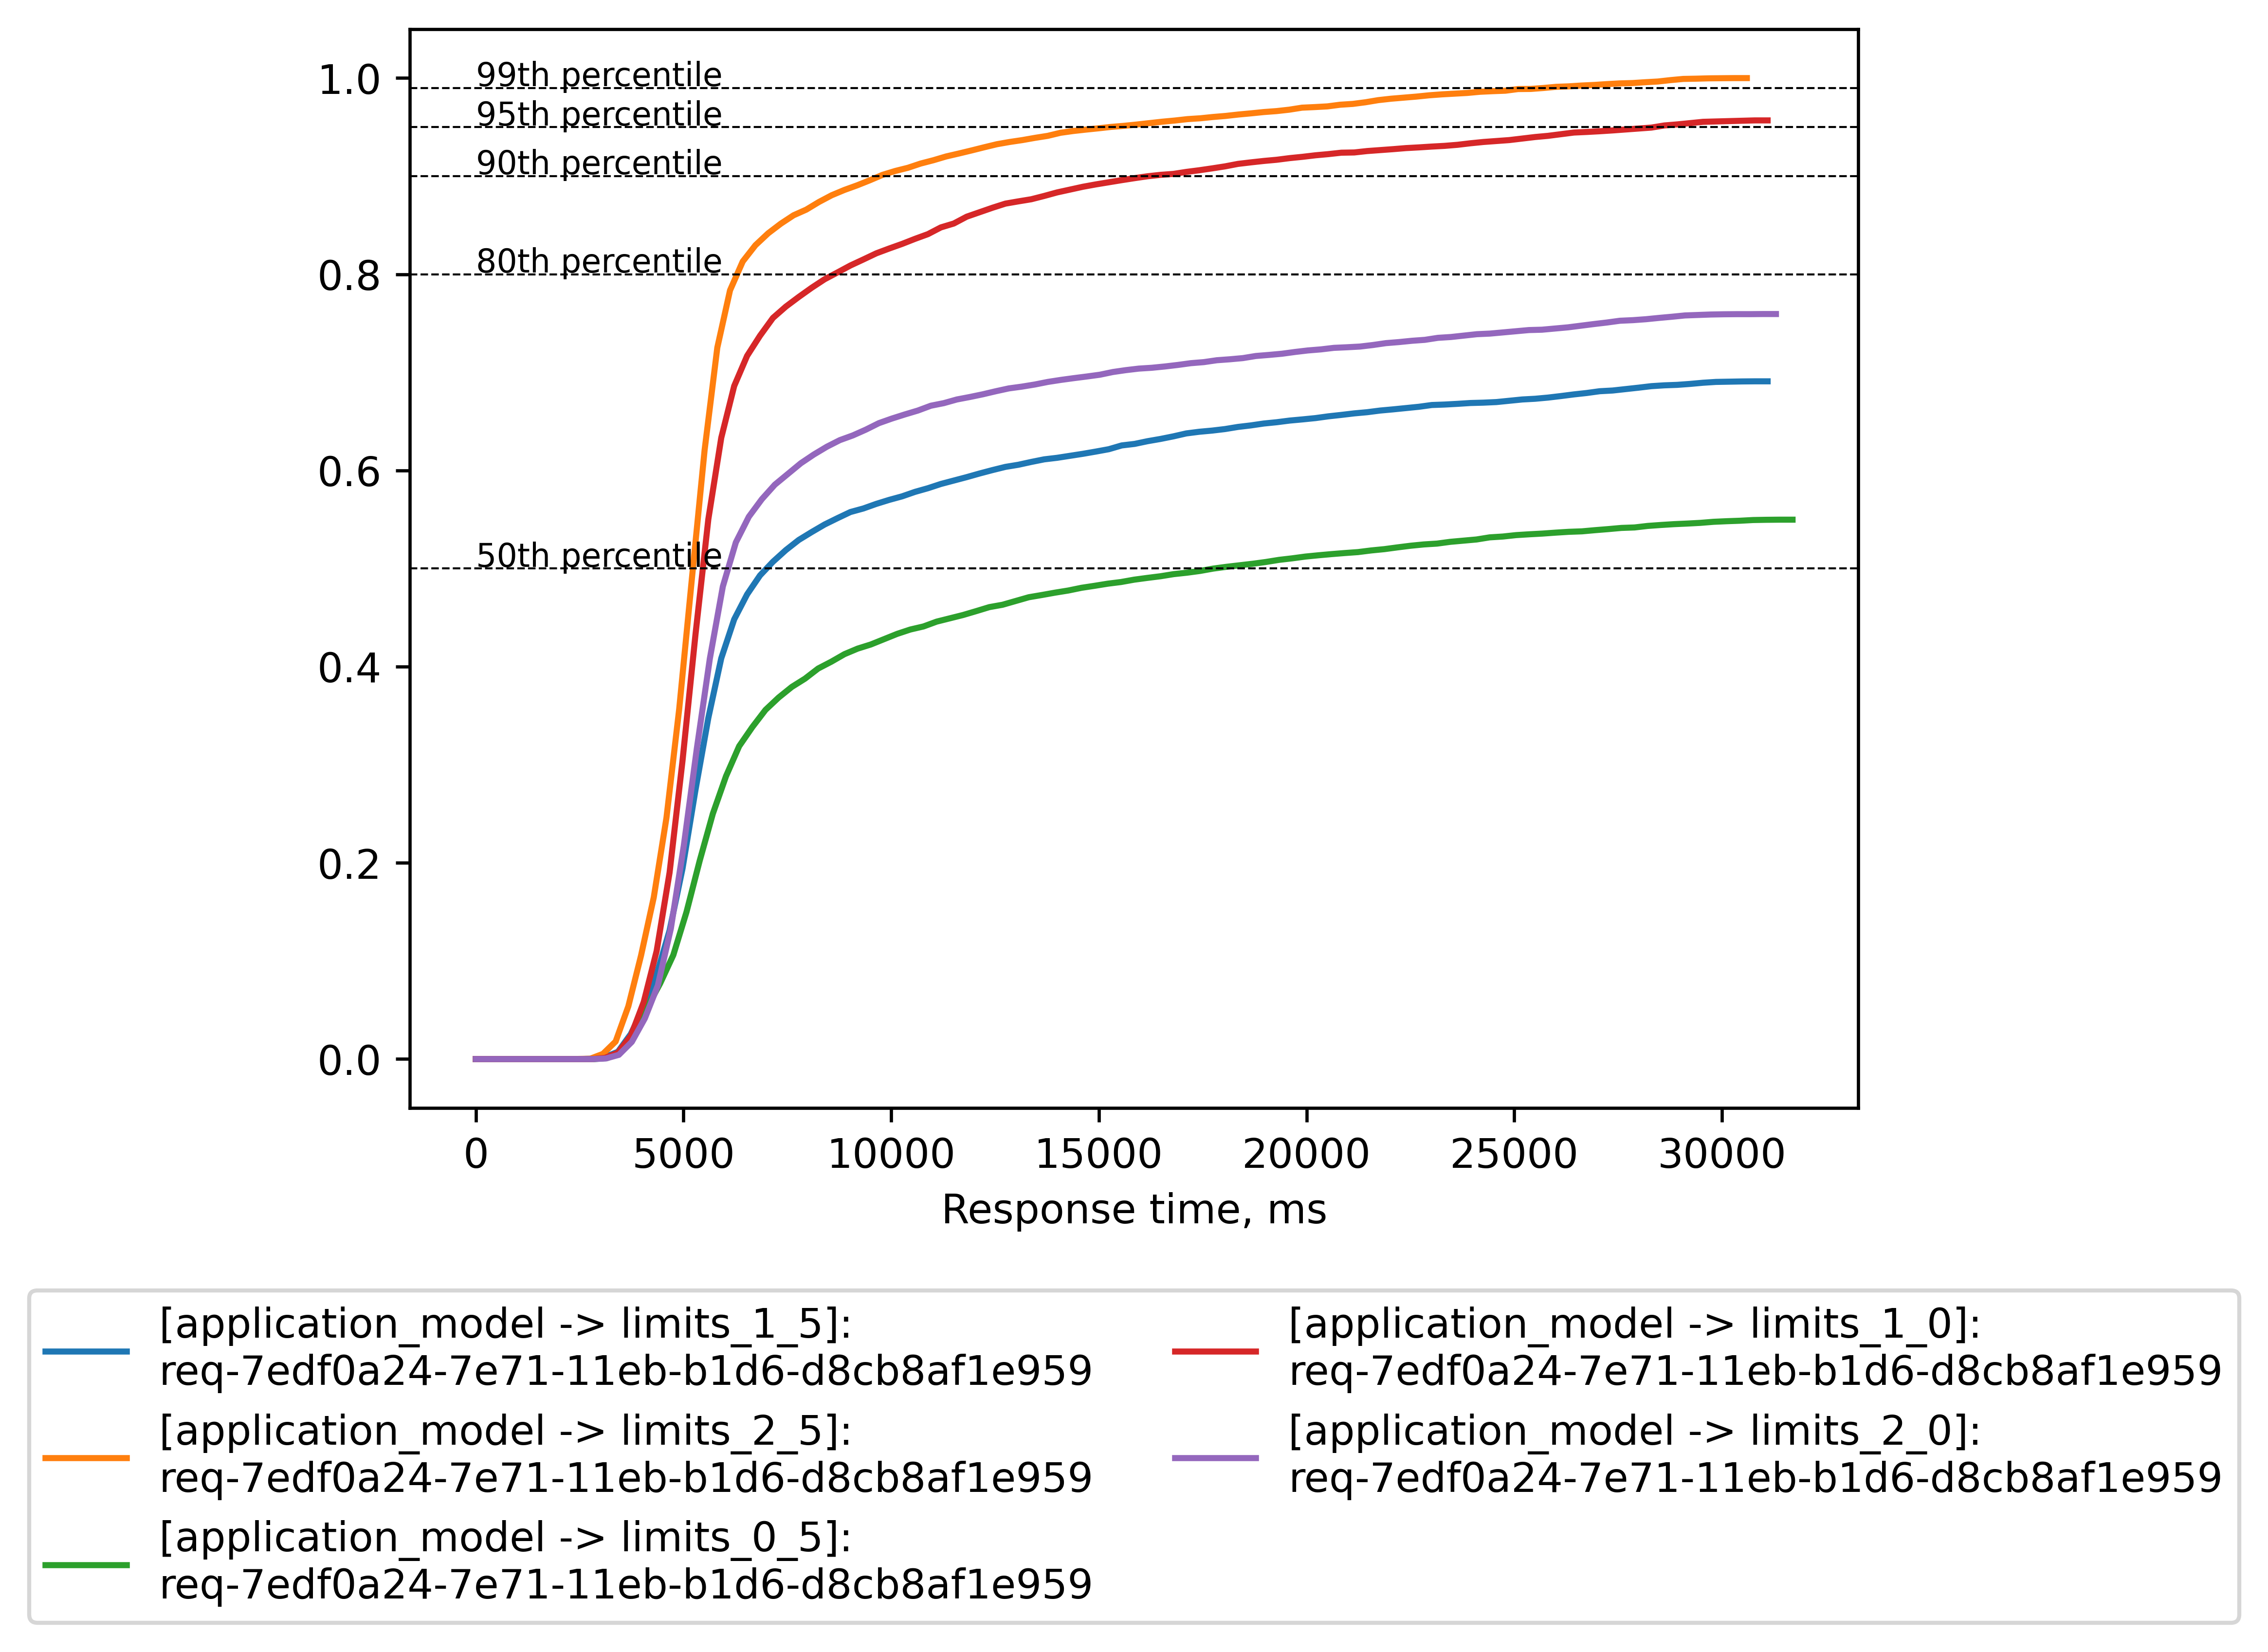 1.0
0.8
0.6
0.4
0.2
0.0
99th percentile
95th percentile
90th percentile
80th percentile
50th percentile
0
5000
10000
15000
20000
25000
30000
Response time, ms
[application_model -> limits_1_5]:
req-7edf0a24-7e71-11eb-b1d6-d8cb8af1e959
[application_model -> limits_2_5]:
req-7edf0a24-7e71-11eb-b1d6-d8cb8af1e959
[application_model -> limits_0_5]:
req-7edf0a24-7e71-11eb-b1d6-d8cb8af1e959
[application_model -> limits_1_0]:
req-7edf0a24-7e71-11eb-b1d6-d8cb8af1e959
[application_model -> limits_2_0]:
req-7edf0a24-7e71-11eb-b1d6-d8cb8af1e959